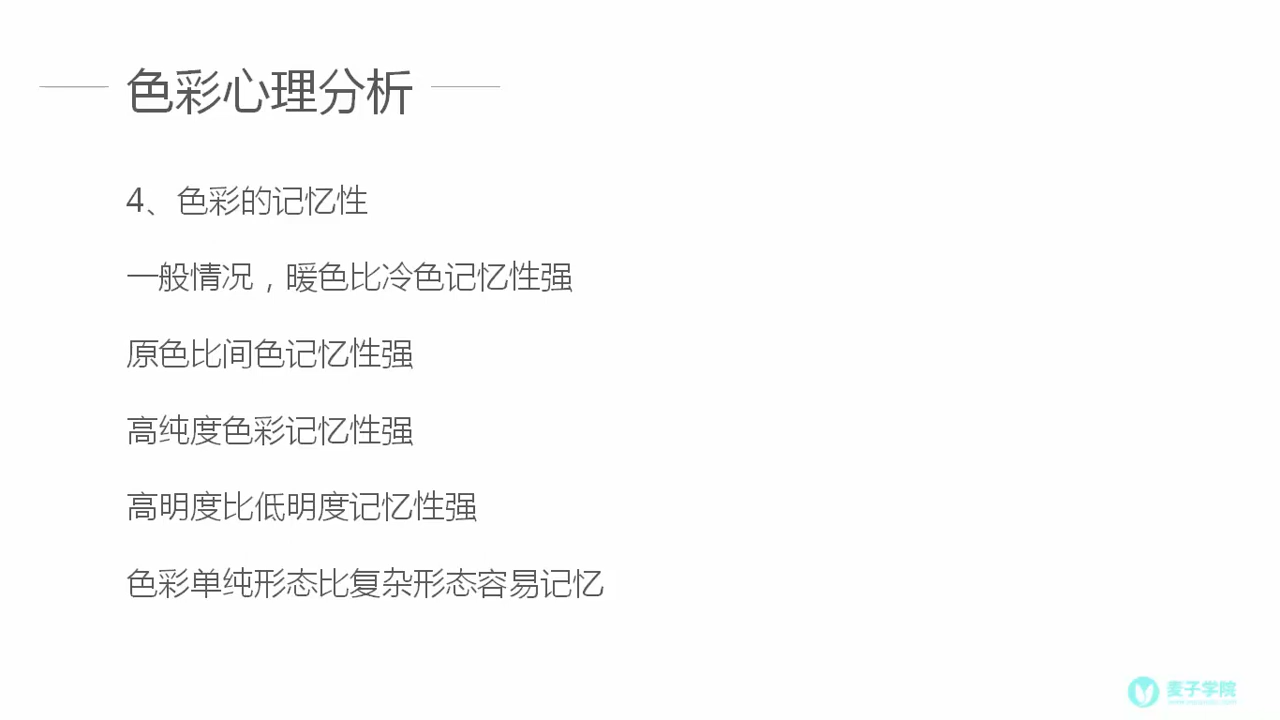 色彩心理分析
4、色彩的记忆性
一般情况，暖色比冷色记忆性强
原色比间色记忆性强
高纯度色彩记忆性强
高明度比低明度记忆性强
色彩单纯形态比复杂形态容易记忆
麦子学院